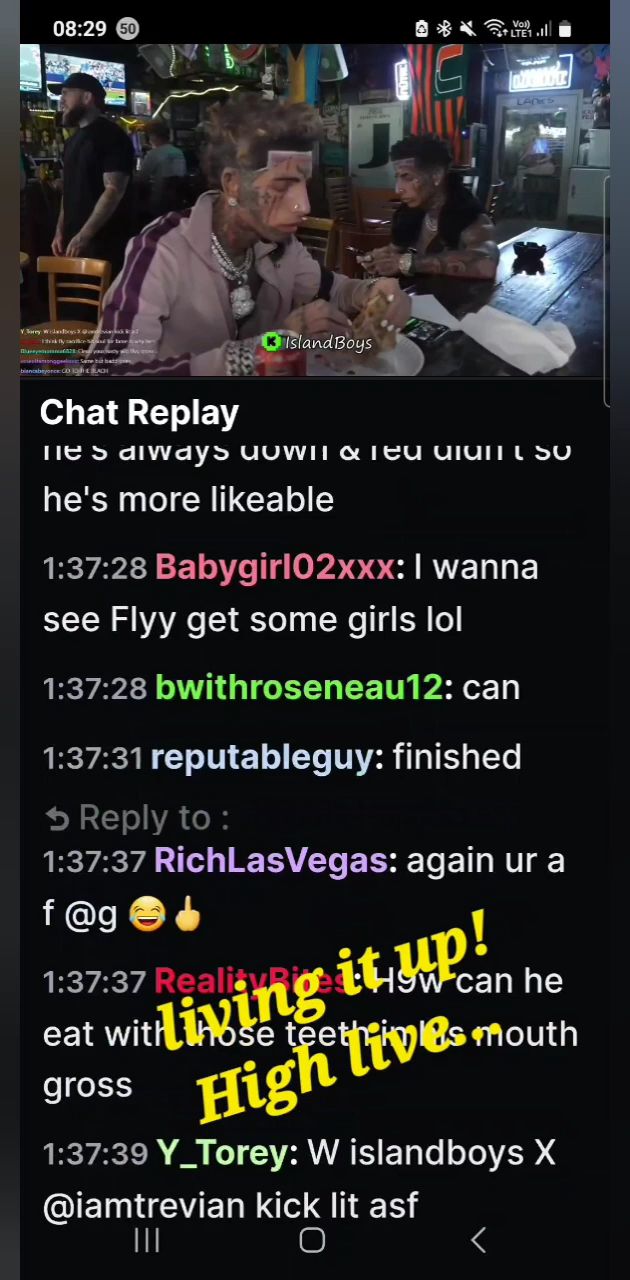 08:29 50
Vo))
LTE1
LADIES
IslandBoys
Chat Replay
he's always down & red didn't so
he's more likeable
1:37:28 Babygirl02xxx: I wanna
see Flyy get some girls lol
1:37:28 bwithroseneau12: can
1:37:31 reputableguy: finished
Reply to :
1:37:37 RichLasVegas: again ur a
f @g 😂🖕
1:37:37 RealityBites: H9w can he
eat with those teeth in his mouth
gross
living it up!
High live...
1:37:39 Y_Torey: W islandboys X
@iamtrevian kick lit asf